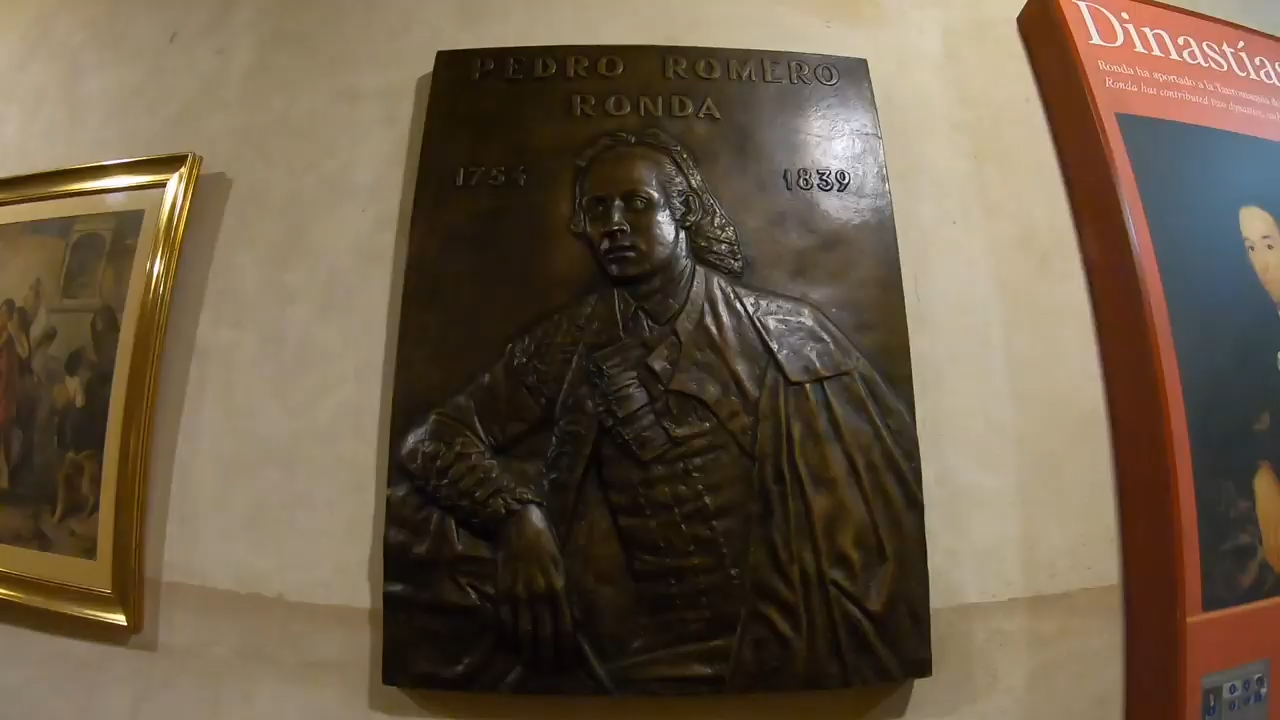 PEDRO ROMERO
RONDA
1754 1839
Dinastías
Ronda ha aportado a la Tauromaquia
Ronda has contributed two dynasties,